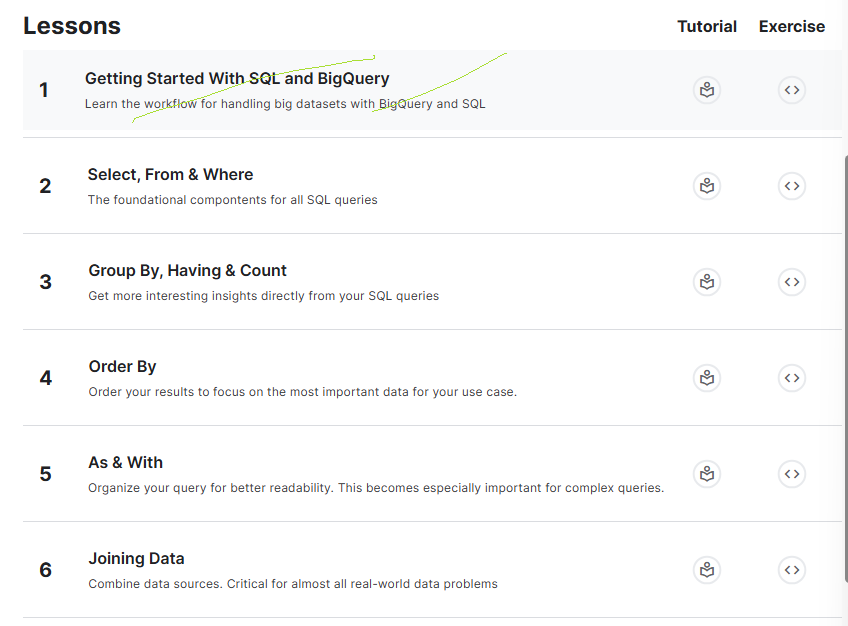 Lessons
Tutorial Exercise
1
Getting Started With SQL and BigQuery
Learn the workflow for handling big datasets with BigQuery and SQL
2
Select, From & Where
The foundational compontents for all SQL queries
3
Group By, Having & Count
Get more interesting insights directly from your SQL queries
4
Order By
Order your results to focus on the most important data for your use case.
5
As & With
Organize your query for better readability. This becomes especially important for complex queries.
6
Joining Data
Combine data sources. Critical for almost all real-world data problems